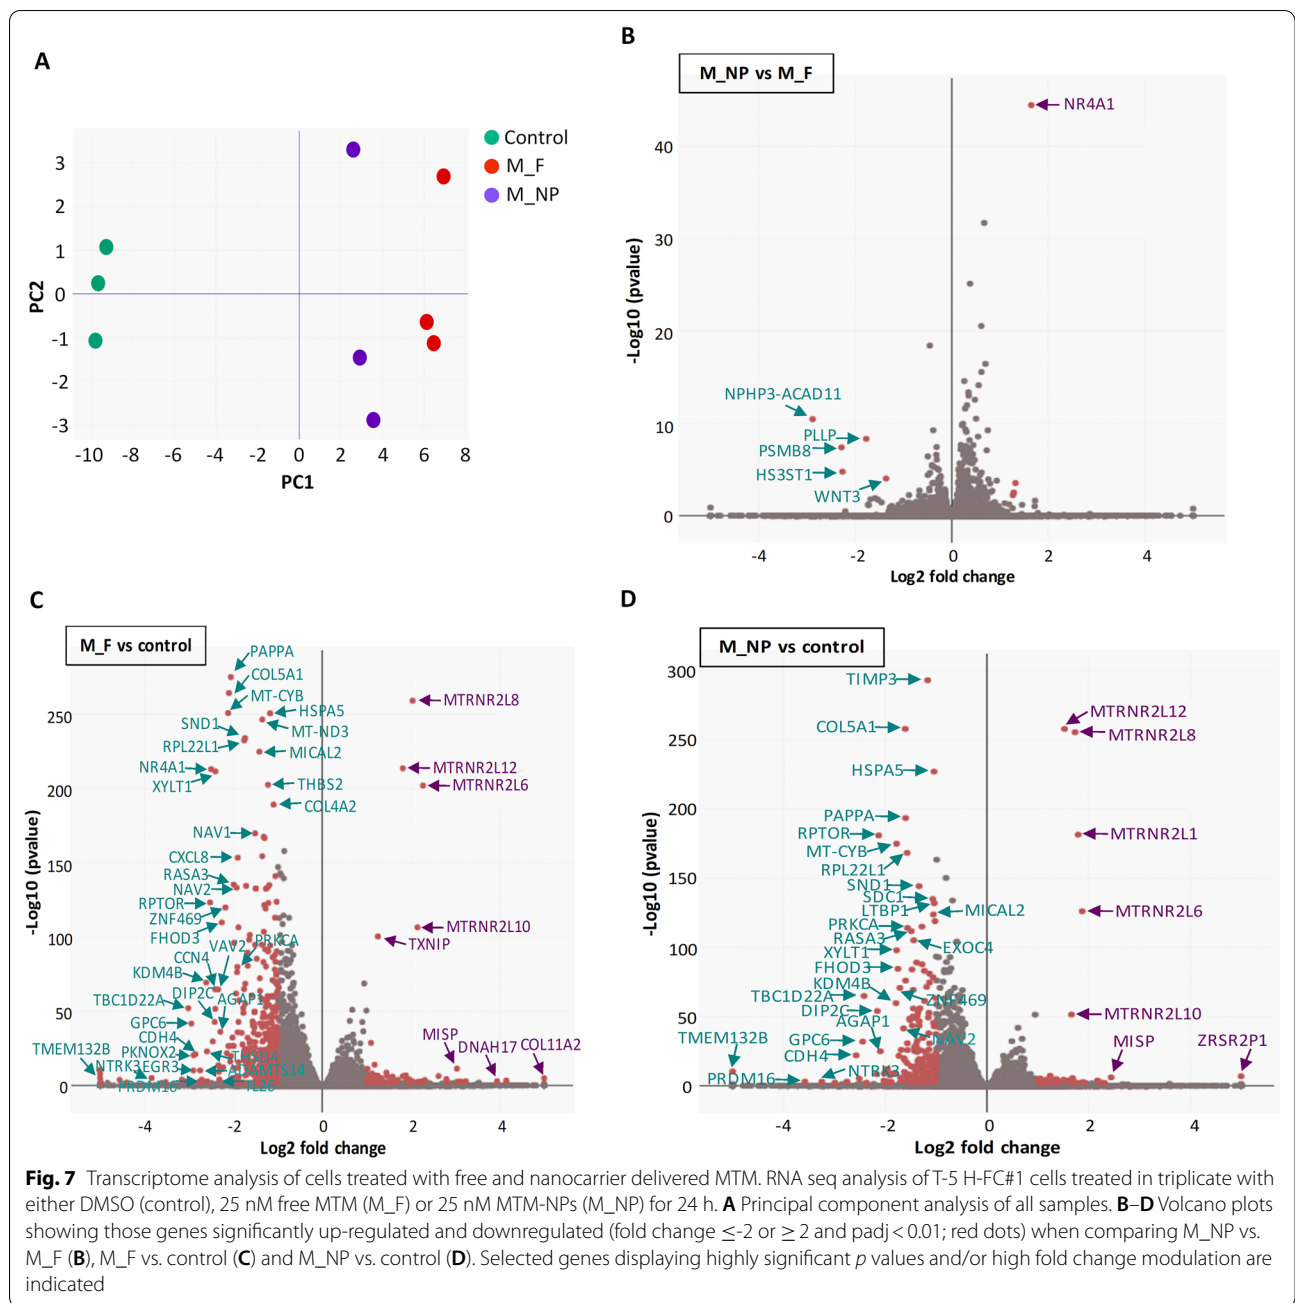 A
3
2
1
0
-1
-2
-3
PC2
-10 -8 -6 -4 -2 0 2 4 6 8
PC1
Control
M_F
M_NP
B
M_NP vs M_F
NR4A1
40
30
20
10
0
-Log10 (pvalue)
NPHP3-ACAD11
PLLP
PSMB8
HS3ST1
WNT3
-4 -2 0 2 4
Log2 fold change
C
M_F vs control
PAPPA
COL5A1
MT-CYB
HSPA5
SND1
MT-ND3
RPL22L1
MICAL2
NR4A1
XYLT1
THBS2
COL4A2
NAV1
CXCL8
RASA3
NAV2
RPTOR
ZNF469
FHOD3
VAV2
PRKCA
CCN4
KDM4B
DIP2C
AGAP1
TBC1D22A
GPC6
CDH4
TMEM132B
PKNOX2
THSD4
NTRK3
EGR3
ADAMTS14
PRDM16
IL26
MTRNR2L8
MTRNR2L12
MTRNR2L6
MTRNR2L10
TXNIP
MISP
DNAH17
COL11A2
250
200
150
100
50
0
-Log10 (pvalue)
-4 -2 0 2 4
Log2 fold change
D
M_NP vs control
TIMP3
COL5A1
HSPA5
PAPPA
RPTOR
MT-CYB
RPL22L1
SND1
SDC1
LTBP1
MICAL2
PRKCA
RASA3
EXOC4
XYLT1
FHOD3
KDM4B
TBC1D22A
ZNF469
DIP2C
AGAP1
TMEM132B
GPC6
NAV2
CDH4
PRDM16
NTRK3
MTRNR2L12
MTRNR2L8
MTRNR2L1
MTRNR2L6
MTRNR2L10
MISP
ZRSR2P1
300
250
200
150
100
50
0
-Log10 (pvalue)
-4 -2 0 2 4
Log2 fold change
Fig. 7 Transcriptome analysis of cells treated with free and nanocarrier delivered MTM. RNA seq analysis of T-5 H-FC#1 cells treated in triplicate with
either DMSO (control), 25 nM free MTM (M_F) or 25 nM MTM-NPs (M_NP) for 24 h. A Principal component analysis of all samples. B–D Volcano plots
showing those genes significantly up-regulated and downregulated (fold change ≤-2 or ≥ 2 and padj < 0.01; red dots) when comparing M_NP vs.
M_F (B), M_F vs. control (C) and M_NP vs. control (D). Selected genes displaying highly significant p values and/or high fold change modulation are
indicated